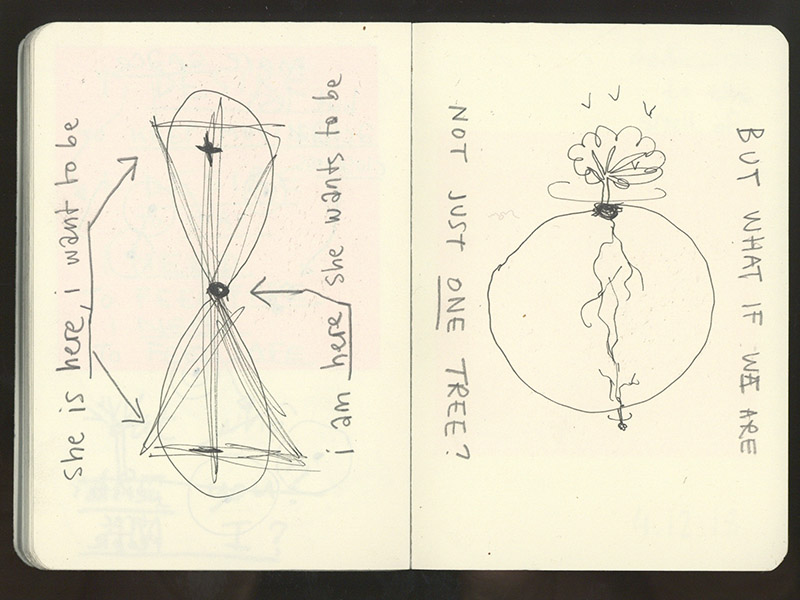 she is here, i want to be
i am here she wants to be
BUT WHAT IF WE ARE
NOT JUST ONE TREE?